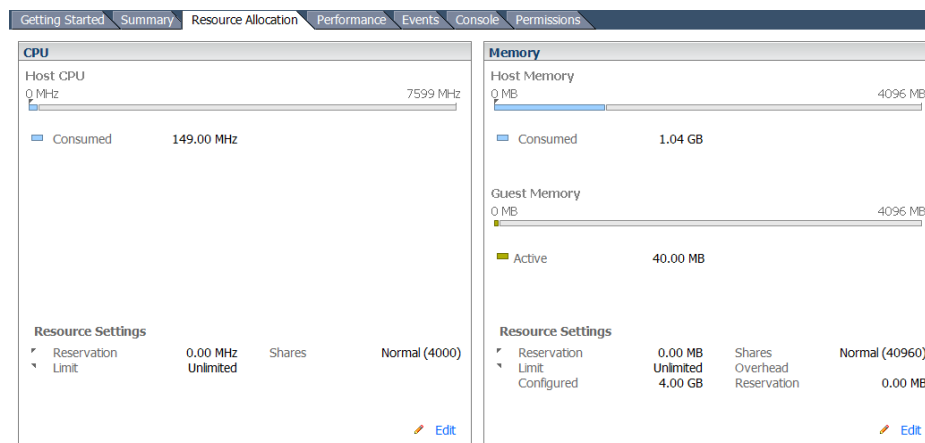 Getting Started Summary Resource Allocation Performance Events Console Permissions
CPU
Host CPU
0 MHz 7599 MHz
Consumed 149.00 MHz
Resource Settings
Reservation 0.00 MHz Shares Normal (4000)
Limit Unlimited
Edit
Memory
Host Memory
0 MB 4096 MB
Consumed 1.04 GB
Guest Memory
0 MB 4096 MB
Active 40.00 MB
Resource Settings
Reservation 0.00 MB Shares Normal (40960)
Limit Unlimited Overhead
Configured 4.00 GB Reservation 0.00 MB
Edit